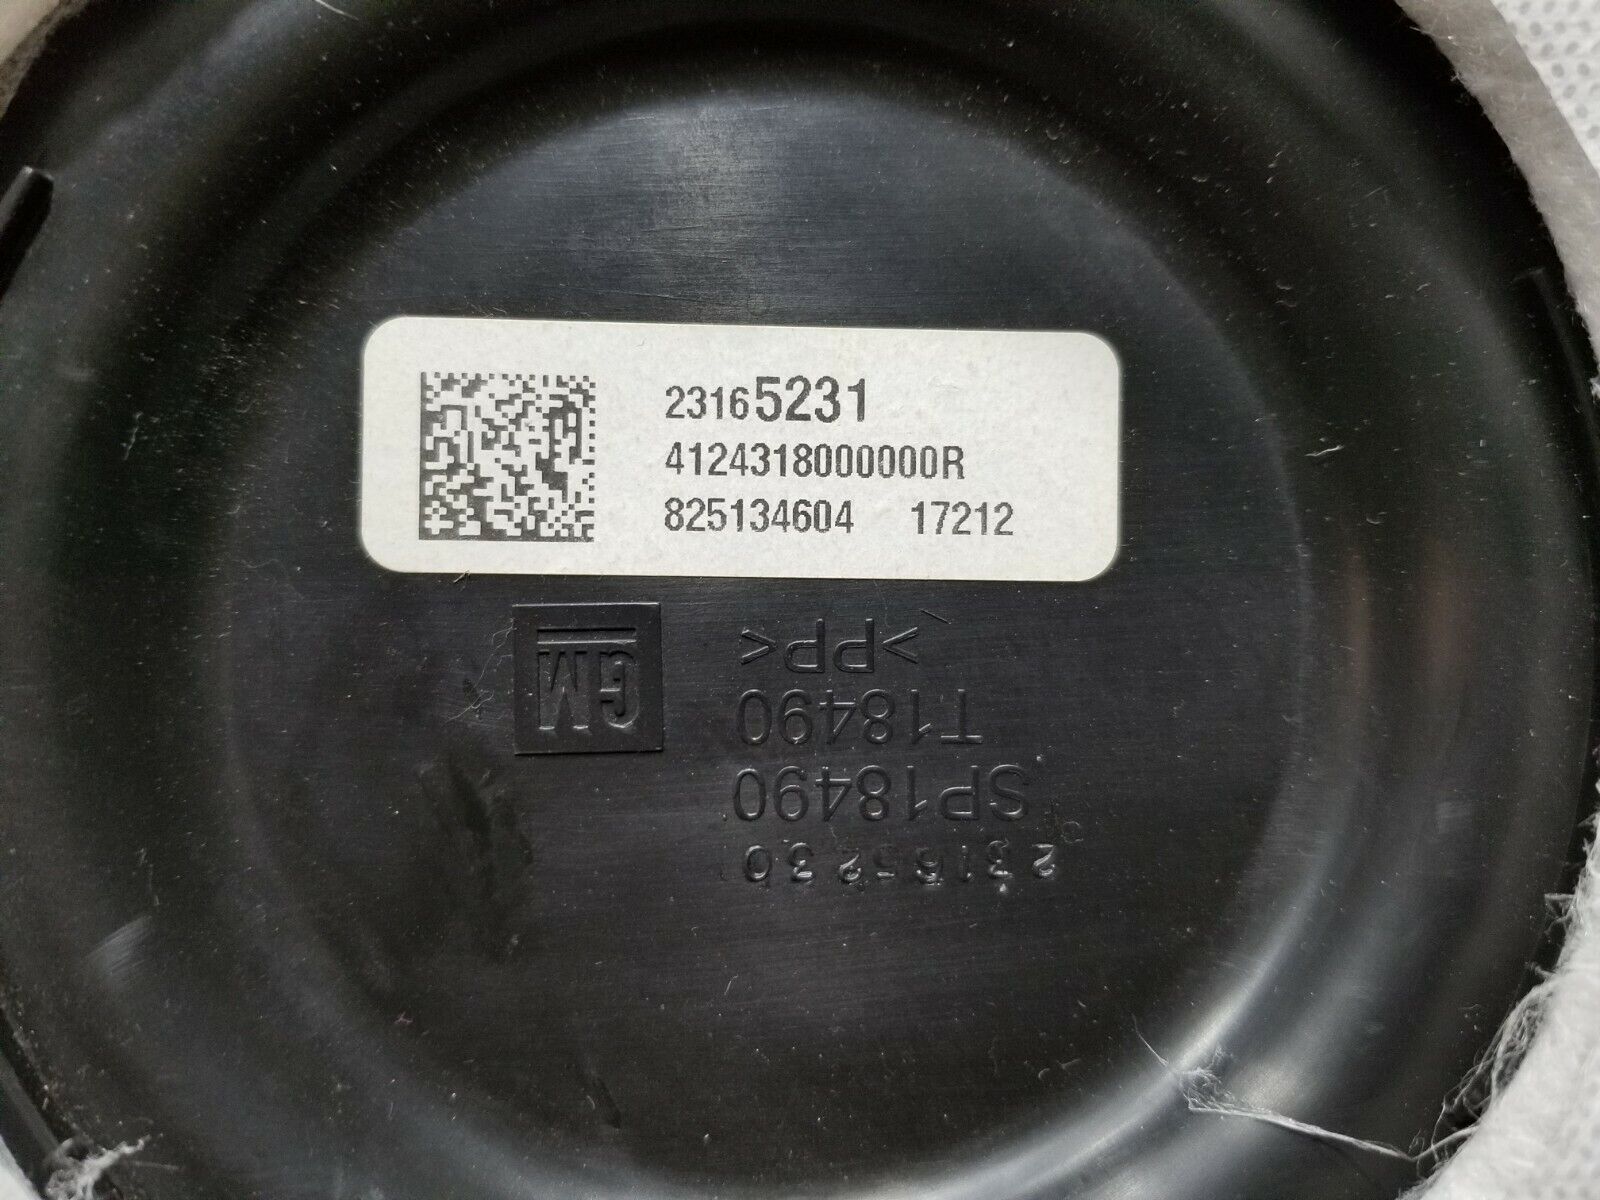 23165231
4124318000000R
825134604 17212
GM
>PP<
T18490
SP18490
23165230